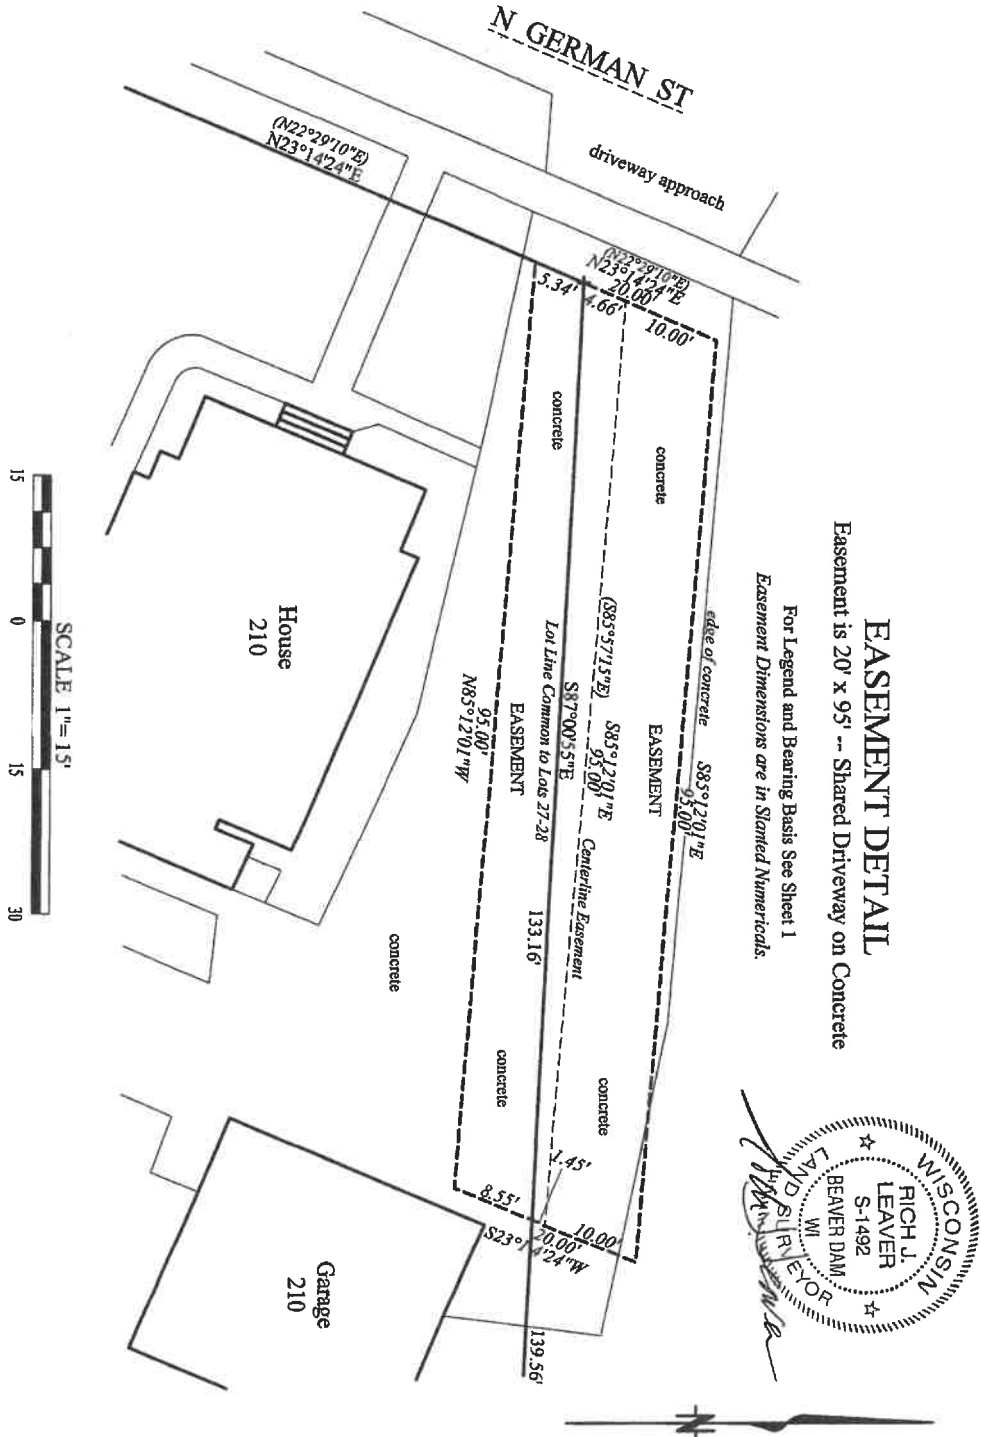 EASEMENT DETAIL
Easement is 20' x 95' -- Shared Driveway on Concrete
For Legend and Bearing Basis See Sheet 1
Easement Dimensions are in Slanted Numericals.
WISCONSIN
RICH J.
LEAVER
S-1492
BEAVER DAM
WI
LAND SURVEYOR
N GERMAN ST
driveway approach
(N22°29'10"E)
N23°14'24"E
(N22°29'10"E)
N23°14'24"E
20.00'
5.34'
4.66'
10.00'
edge of concrete
S85°12'01"E
95.00'
concrete
EASEMENT
concrete
(S85°57'15"E)
S85°12'01"E
95.00'
Centerline Easement
S87°00'55"E
133.16'
139.56'
Lot Line Common to Lots 27-28
concrete
EASEMENT
concrete
95.00'
N85°12'01"W
1.45'
8.55'
10.00'
20.00'
S23°14'24"W
concrete
House
210
Garage
210
N
SCALE 1"= 15'
15
0
15
30